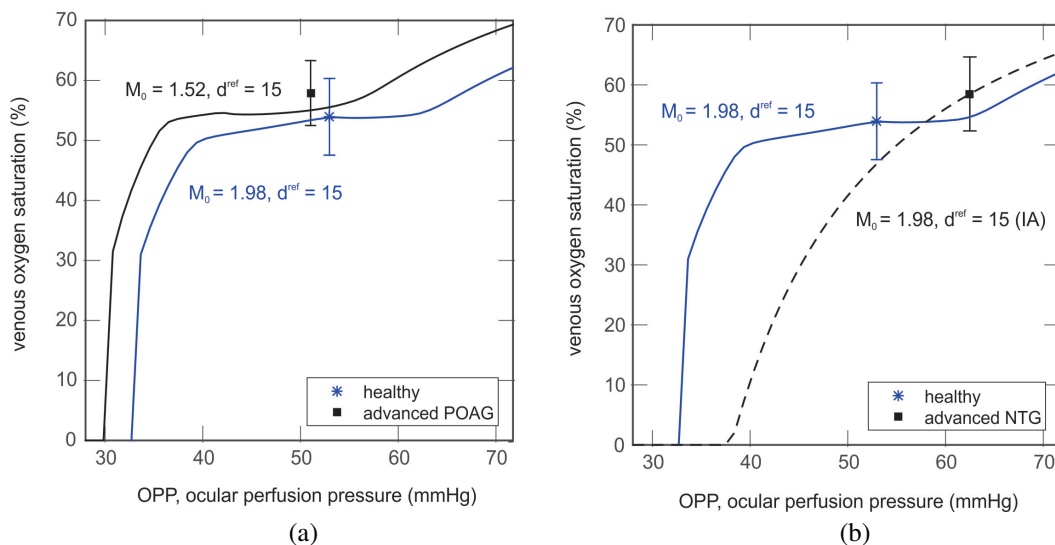 70
60
50
40
30
20
10
0
venous oxygen saturation (%)
M₀ = 1.52, dʳᵉᶠ = 15
M₀ = 1.98, dʳᵉᶠ = 15
healthy
advanced POAG
30 40 50 60 70
OPP, ocular perfusion pressure (mmHg)
(a)
70
60
50
40
30
20
10
0
venous oxygen saturation (%)
M₀ = 1.98, dʳᵉᶠ = 15
M₀ = 1.98, dʳᵉᶠ = 15 (IA)
healthy
advanced NTG
30 40 50 60 70
OPP, ocular perfusion pressure (mmHg)
(b)